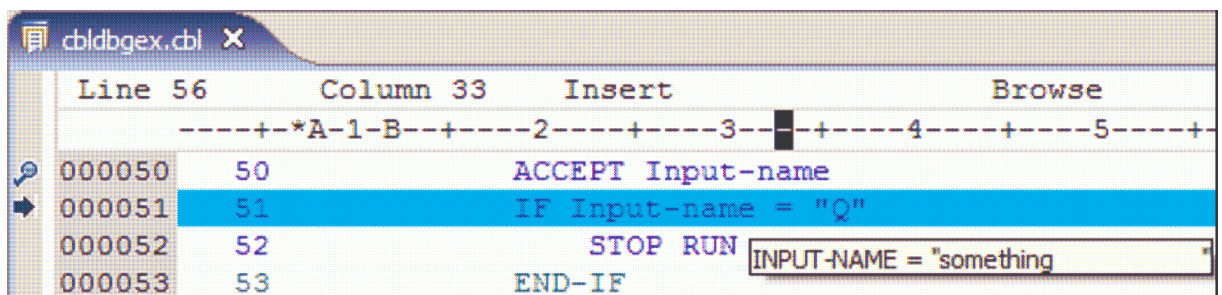 cbldbgex.cbl
Line 56 Column 33 Insert Browse
----+-*A-1-B--+----2----+----3----+----4----+----5----+-
000050 50 ACCEPT Input-name
000051 51 IF Input-name = "Q"
000052 52 STOP RUN
INPUT-NAME = "something "
000053 53 END-IF